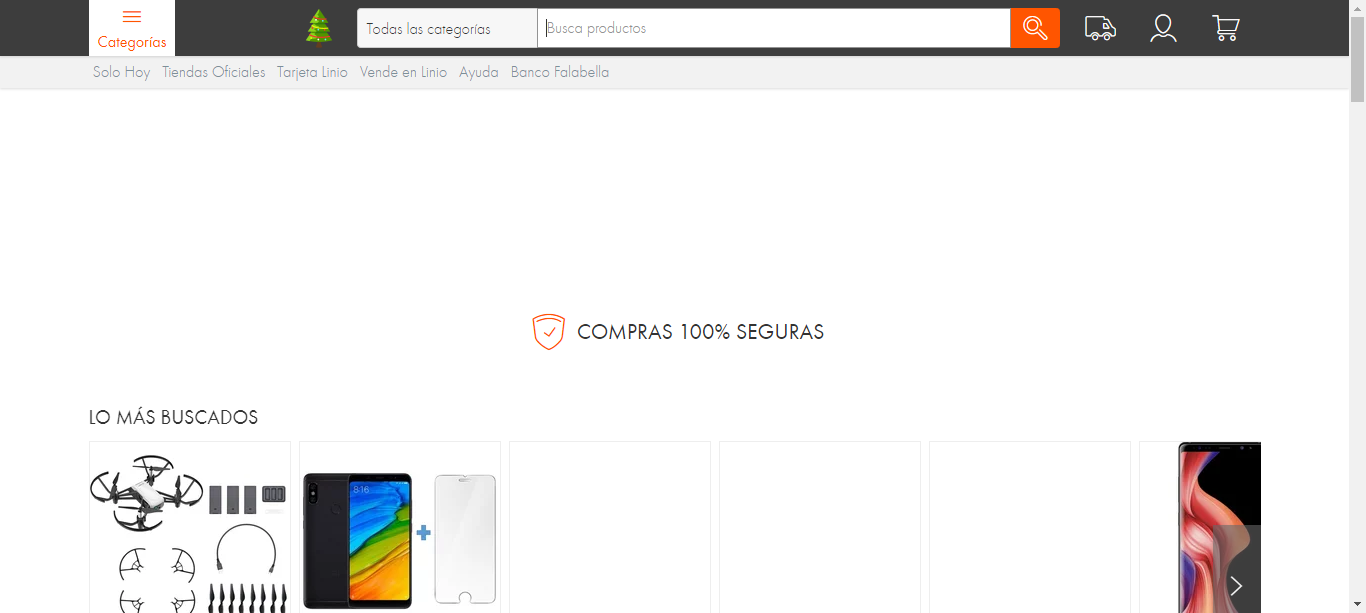 Categorías
Todas las categorías
Busca productos
Solo Hoy Tiendas Oficiales Tarjeta Linio Vende en Linio Ayuda Banco Falabella
COMPRAS 100% SEGURAS
LO MÁS BUSCADOS
8:16